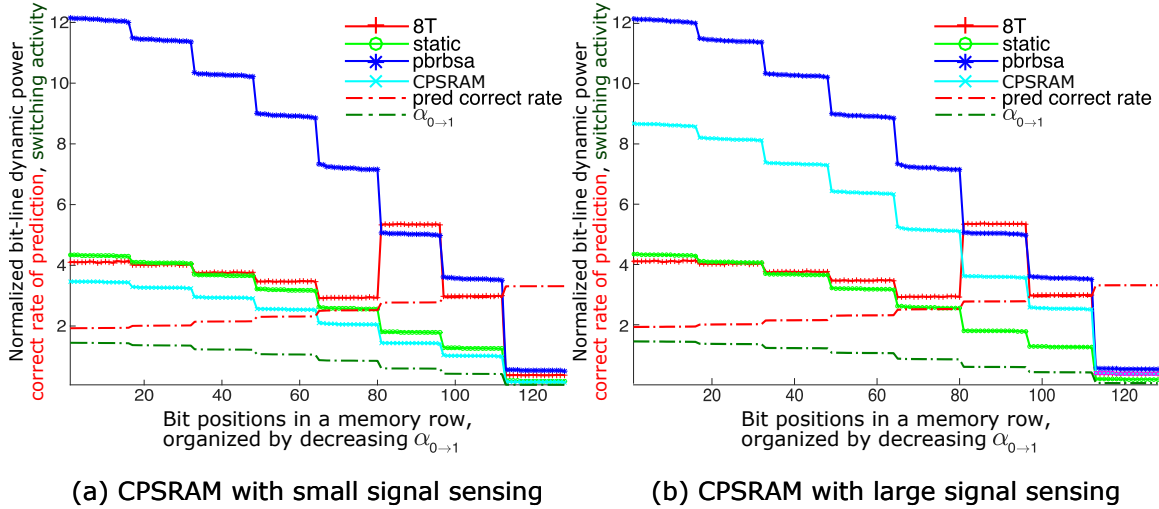 Normalized bit-line dynamic power
correct rate of prediction, switching activity
12
10
8
6
4
2
8T
static
pbrbsa
CPSRAM
pred correct rate
α0→1
20 40 60 80 100 120
Bit positions in a memory row,
organized by decreasing α0→1
(a) CPSRAM with small signal sensing
Normalized bit-line dynamic power
correct rate of prediction, switching activity
12
10
8
6
4
2
8T
static
pbrbsa
CPSRAM
pred correct rate
α0→1
20 40 60 80 100 120
Bit positions in a memory row,
organized by decreasing α0→1
(b) CPSRAM with large signal sensing